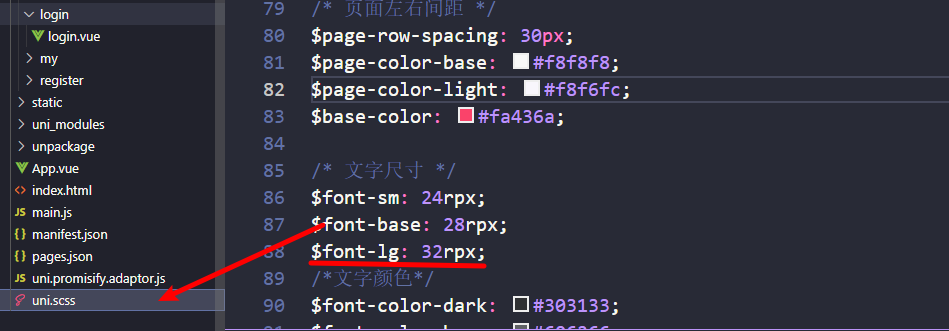 login
login.vue
my
register
static
uni_modules
unpackage
App.vue
index.html
JS main.js
manifest.json
pages.json
JS uni.promisify.adaptor.js
uni.scss
79 /* 页面左右间距 */
80 $page-row-spacing: 30px;
81 $page-color-base: #f8f8f8;
82 $page-color-light: #f8f6fc;
83 $base-color: #fa436a;
84
85 /* 文字尺寸 */
86 $font-sm: 24rpx;
87 $font-base: 28rpx;
88 $font-lg: 32rpx;
89 /*文字颜色*/
90 $font-color-dark: #303133;